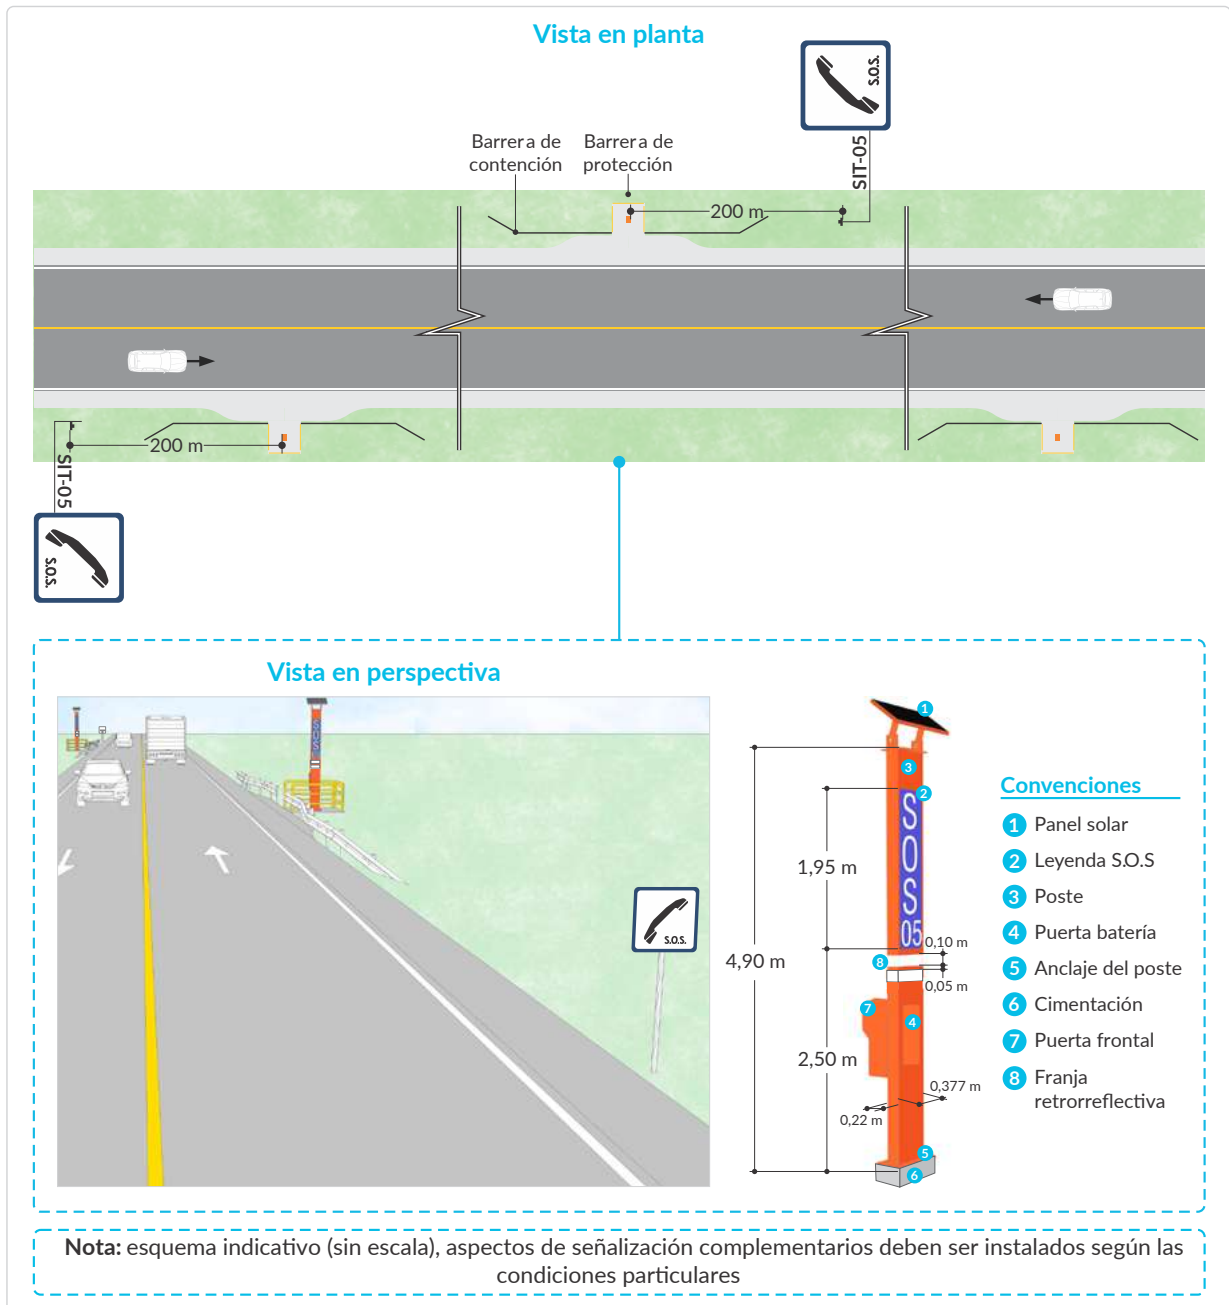 Vista en planta
S.O.S.
SIT-05
Barrera de
contención
Barrera de
protección
200 m
200 m
SIT-05
S.O.S.
Vista en perspectiva
SOS
S.O.S.
1
3
2
SOS
05
1,95 m
4,90 m
0,10 m
8
0,05 m
7
4
2,50 m
0,377 m
0,22 m
5
6
Convenciones
1 Panel solar
2 Leyenda S.O.S
3 Poste
4 Puerta batería
5 Anclaje del poste
6 Cimentación
7 Puerta frontal
8 Franja
retrorreflectiva
Nota: esquema indicativo (sin escala), aspectos de señalización complementarios deben ser instalados según las
condiciones particulares